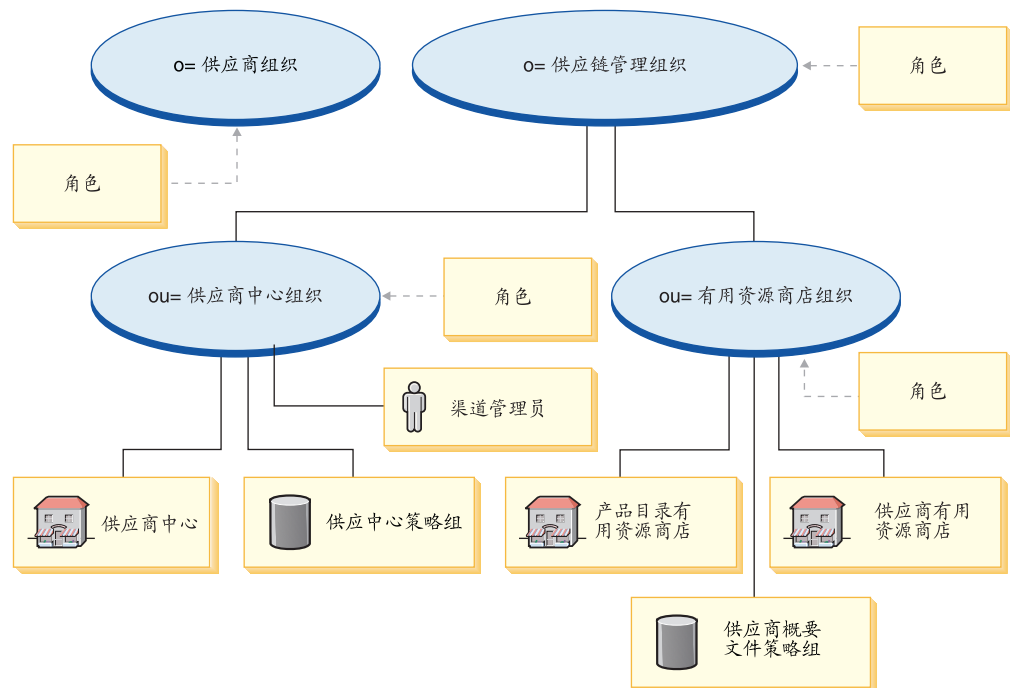 o= 供应商组织
o= 供应链管理组织
角色
角色
ou= 供应商中心组织
角色
ou= 有用资源商店组织
角色
渠道管理员
供应商中心
供应中心策略组
产品目录有
用资源商店
供应商有用
资源商店
供应商概要
文件策略组